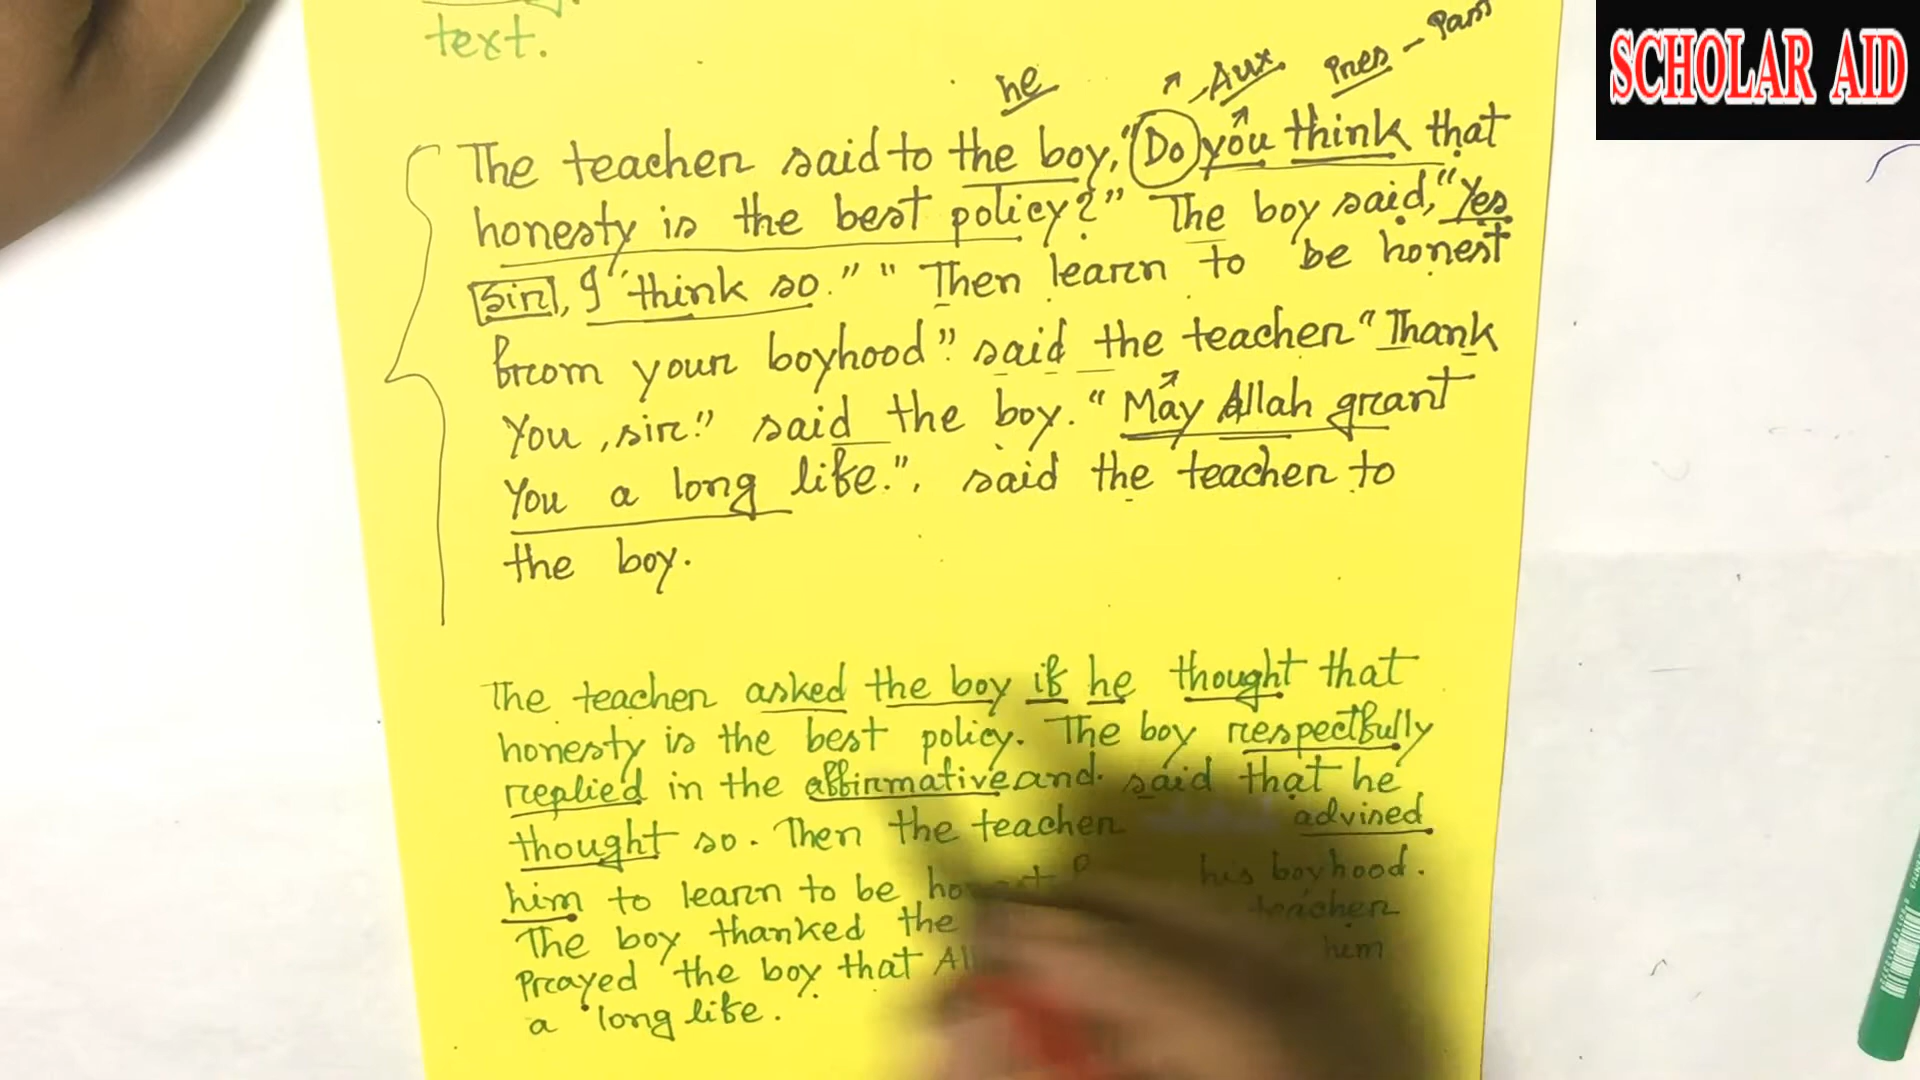 text.
SCHOLAR AID
he Aux Pres -
The teacher said to the boy, "Do you think that
honesty is the best policy?" The boy said, "Yes
sir, I think so." "Then learn to be honest
from your boyhood" said the teacher "Thank
You, sir." said the boy. "May Allah grant
You a long life.", said the teacher to
the boy.
The teacher asked the boy if he thought that
honesty is the best policy. The boy respectfully
replied in the affirmative and said that he
thought so. Then the teacher advised
him to learn to be his boyhood.
The boy thanked the teacher
Prayed the boy that him
a long life.